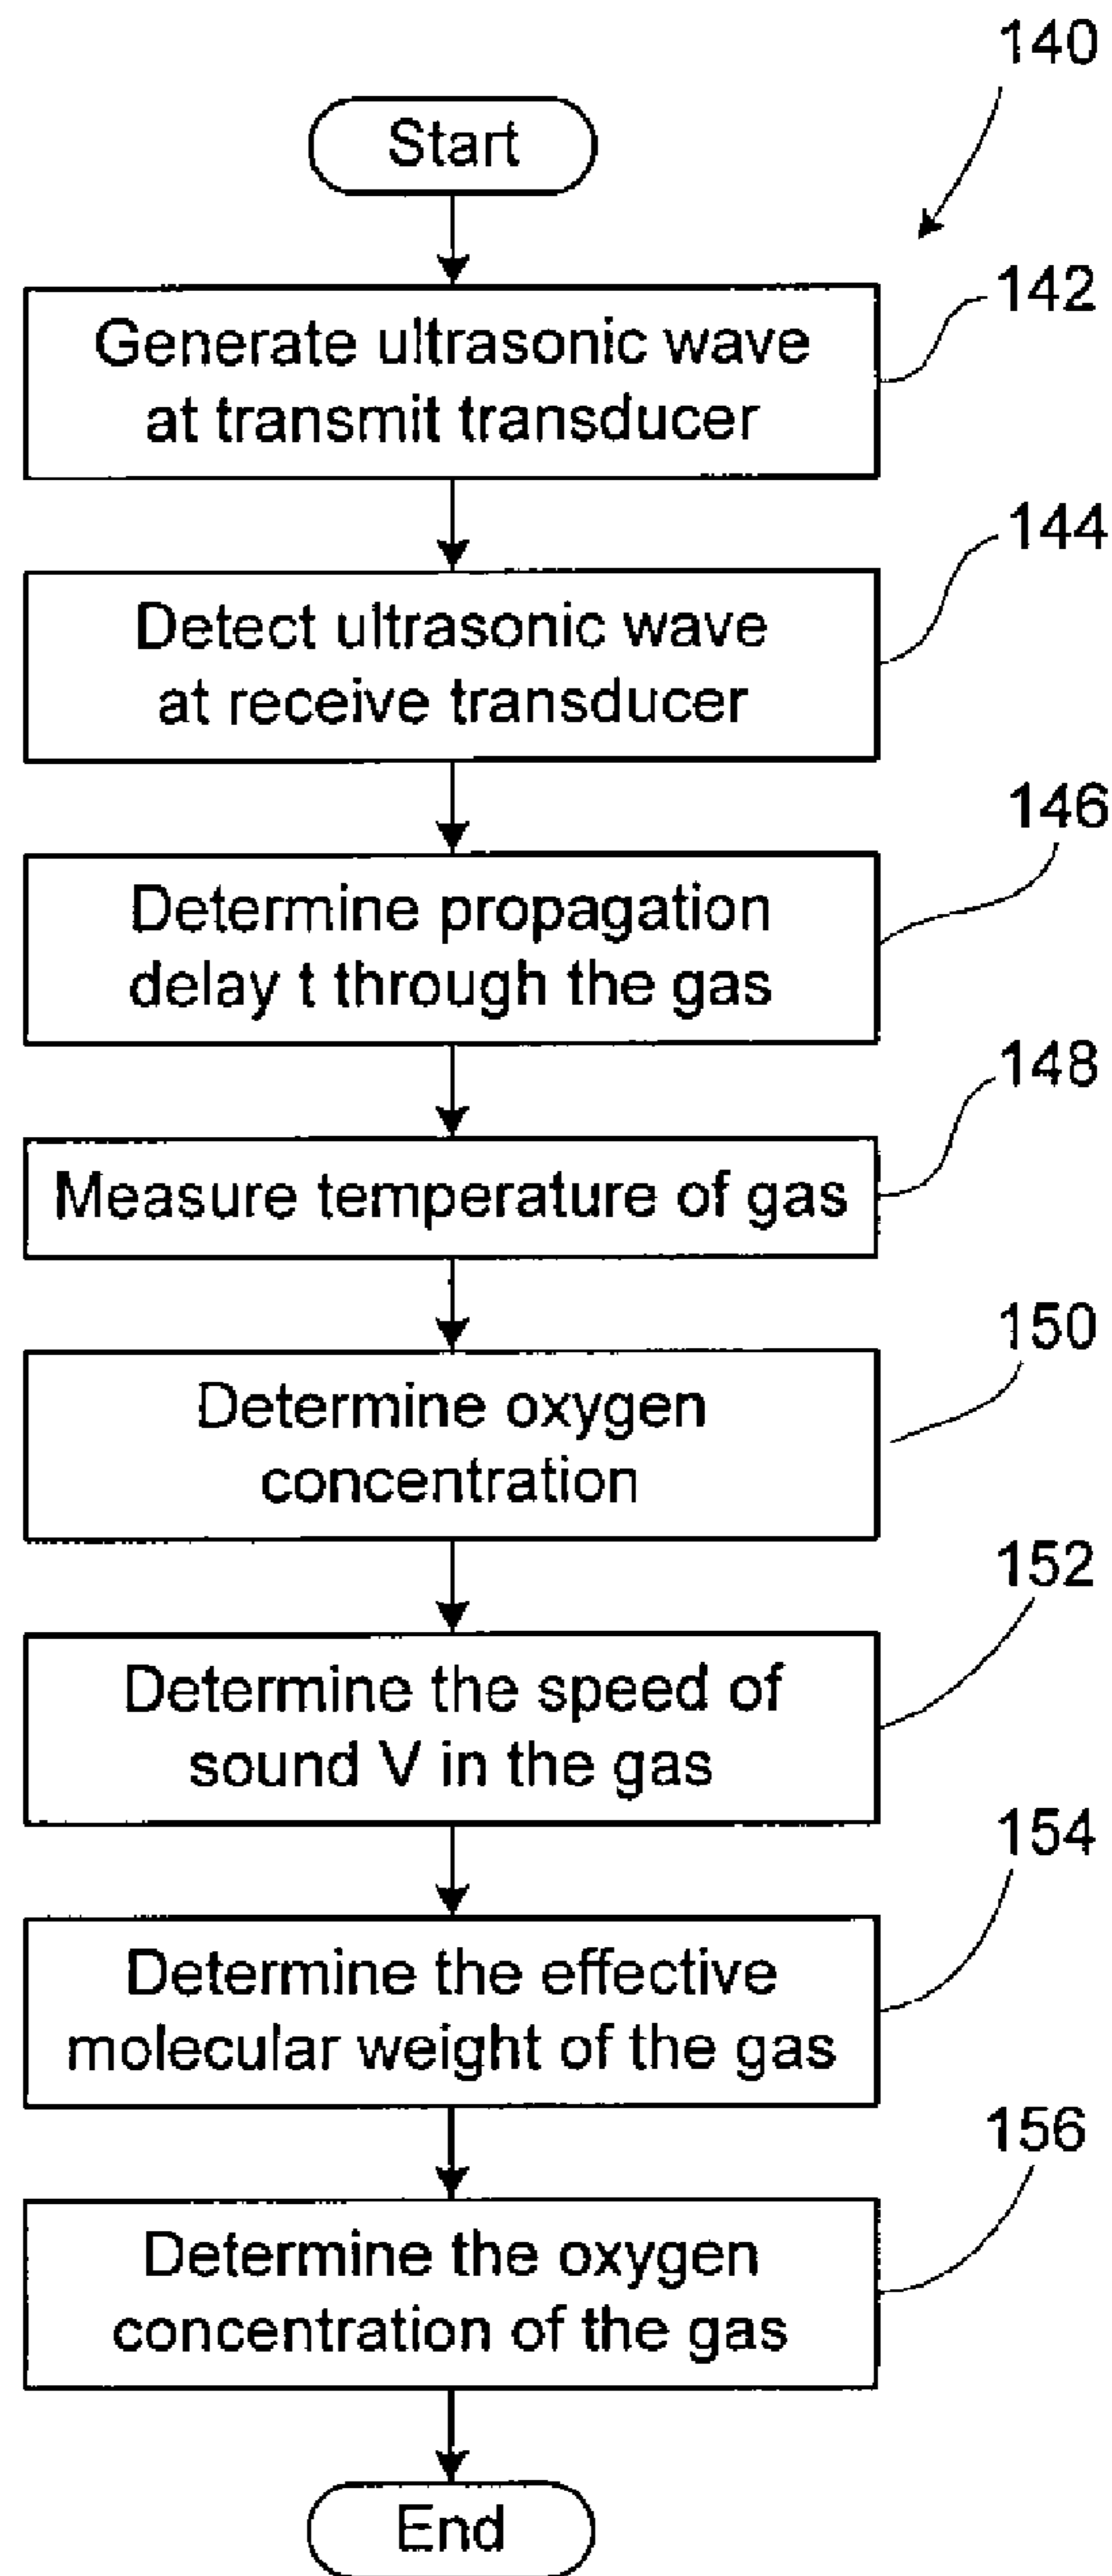 140
Start
142
Generate ultrasonic wave
at transmit transducer
144
Detect ultrasonic wave
at receive transducer
146
Determine propagation
delay t through the gas
148
Measure temperature of gas
150
Determine oxygen
concentration
152
Determine the speed of
sound V in the gas
154
Determine the effective
molecular weight of the gas
156
Determine the oxygen
concentration of the gas
End